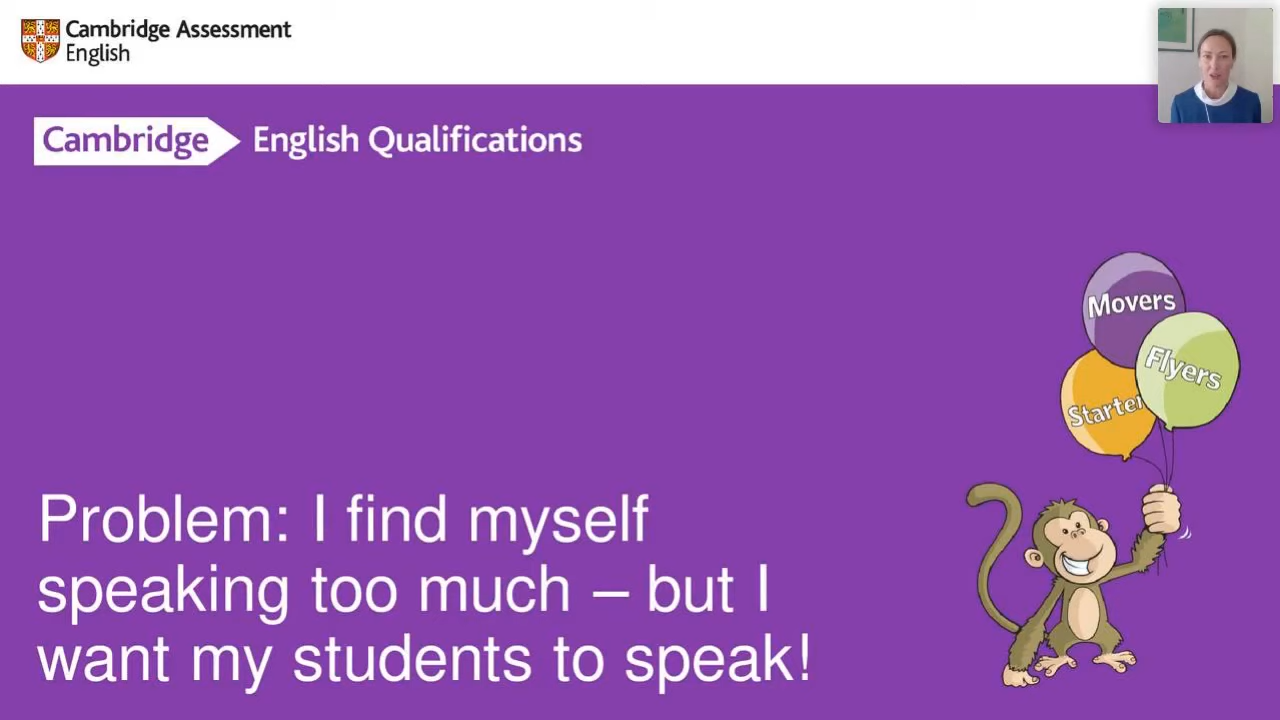 Cambridge Assessment
English
Cambridge English Qualifications
Movers
Flyers
Starter
Problem: I find myself
speaking too much – but I
want my students to speak!